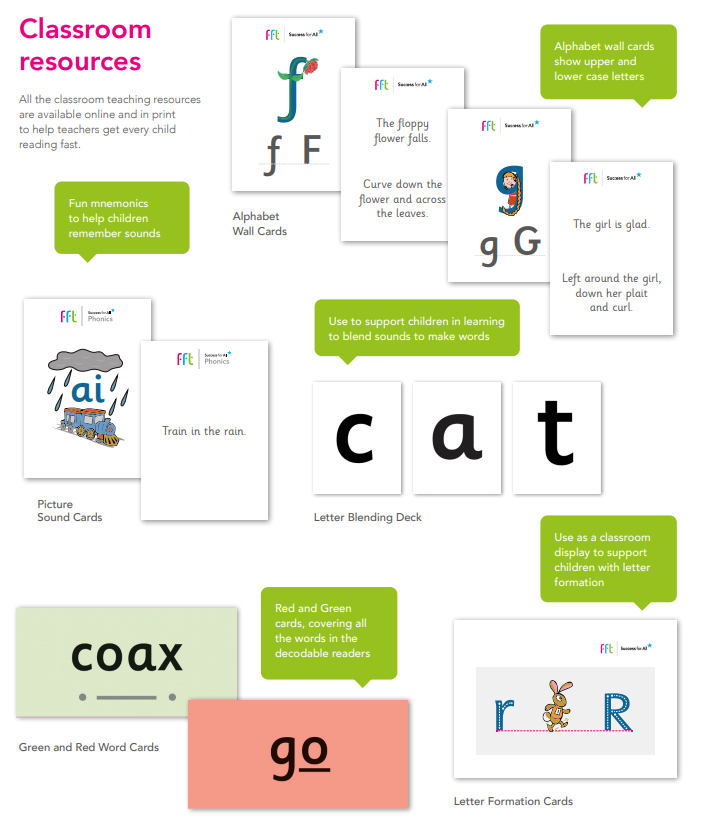 Classroom
resources
All the classroom teaching resources
are available online and in print
to help teachers get every child
reading fast.
fft Success for All
f
f F
Alphabet
Wall Cards
fft Success for All
The floppy
flower falls.
Curve down the
flower and across
the leaves.
fft Success for All
g
g G
Alphabet wall cards
show upper and
lower case letters
fft Success for All
The girl is glad.
Left around the girl,
down her plait
and curl.
Fun mnemonics
to help children
remember sounds
fft Success for All
Phonics
ai
Picture
Sound Cards
fft Success for All
Phonics
Train in the rain.
Use to support children in learning
to blend sounds to make words
c a t
Letter Blending Deck
Use as a classroom
display to support
children with letter
formation
fft Success for All
r R
Letter Formation Cards
Red and Green
cards, covering all
the words in the
decodable readers
coax
Green and Red Word Cards
go